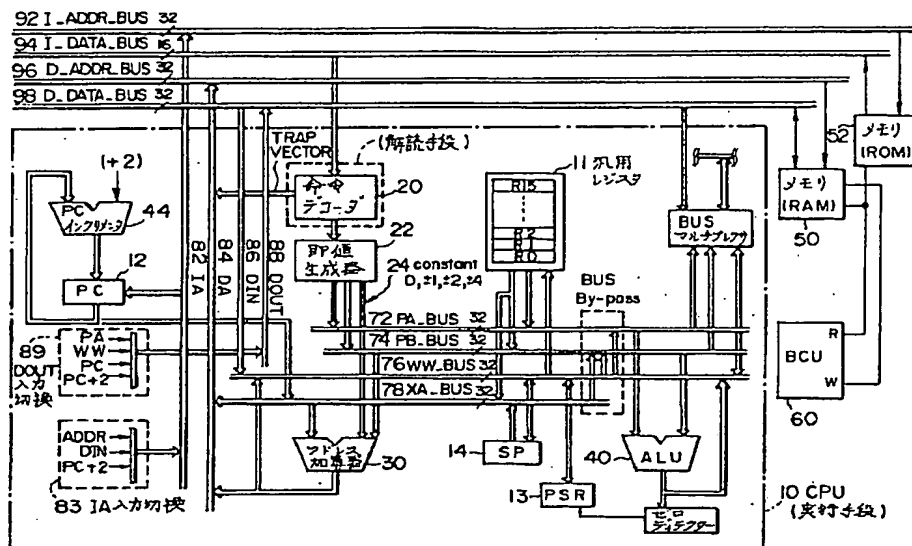 92 I_ADDR_BUS 32
94 I_DATA_BUS 16
96 D_ADDR_BUS 32
98 D_DATA_BUS 32
(+2)
PC
インクリメンタ
44
12
PC
TRAP
VECTOR
(解読手段)
命令
デコーダ
20
22
即値
生成器
24 constant
0,±1,±2,±4
82 IA
84 DA
86 DIN
88 DOUT
11 汎用
レジスタ
R15
R2
R1
R0
BUS
マルチプレクサ
BUS
By-pass
52
メモリ
(ROM)
メモリ
(RAM)
50
R
BCU
W
60
72 PA_BUS 32
74 PB_BUS 32
76 WW_BUS 32
78 XA_BUS 32
89
DOUT
入力
切換
PA
WW
PC
PC+2
ADDR
DIN
PC+2
83 IA入力切換
アドレス
加算器
30
14
SP
13
PSR
40
ALU
ゼロ
ディテクター
10 CPU
(実行手段)